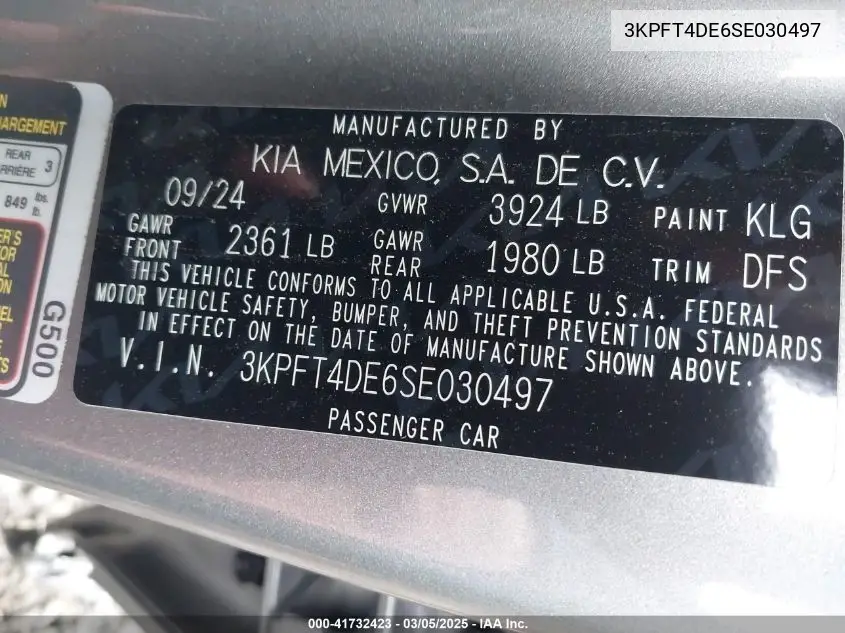 3KPFT4DE6SE030497
MANUFACTURED BY
KIA MEXICO, S.A. DE C.V.
09/24 GVWR 3924 LB PAINT KLG
GAWR FRONT 2361 LB GAWR REAR 1980 LB TRIM DFS
THIS VEHICLE CONFORMS TO ALL APPLICABLE U.S.A. FEDERAL
MOTOR VEHICLE SAFETY, BUMPER, AND THEFT PREVENTION STANDARDS
IN EFFECT ON THE DATE OF MANUFACTURE SHOWN ABOVE.
V.I.N. 3KPFT4DE6SE030497
PASSENGER CAR
REAR
3
849 lbs.
lb.
G500
000-41732423 - 03/05/2025 - IAA Inc.